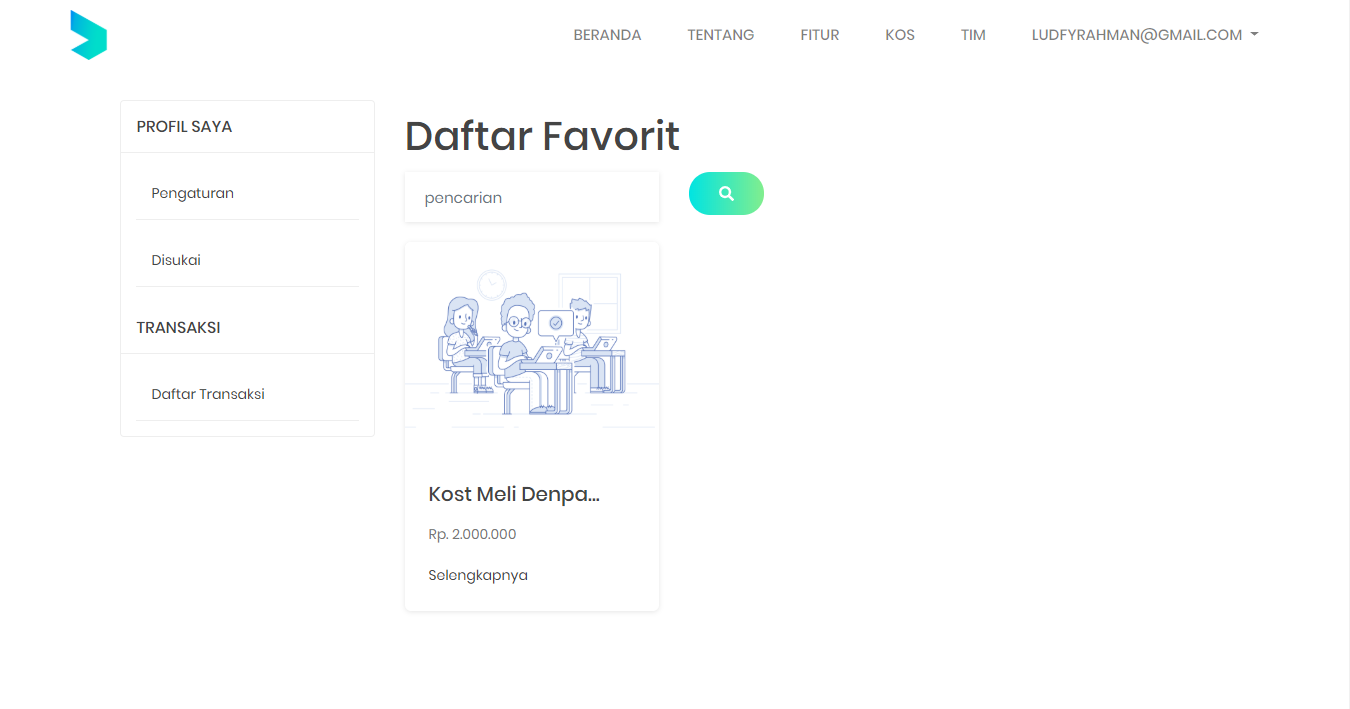 BERANDA TENTANG FITUR KOS TIM LUDFYRAHMAN@GMAIL.COM
PROFIL SAYA
Pengaturan
Disukai
TRANSAKSI
Daftar Transaksi
Daftar Favorit
pencarian
Kost Meli Denpa...
Rp. 2.000.000
Selengkapnya